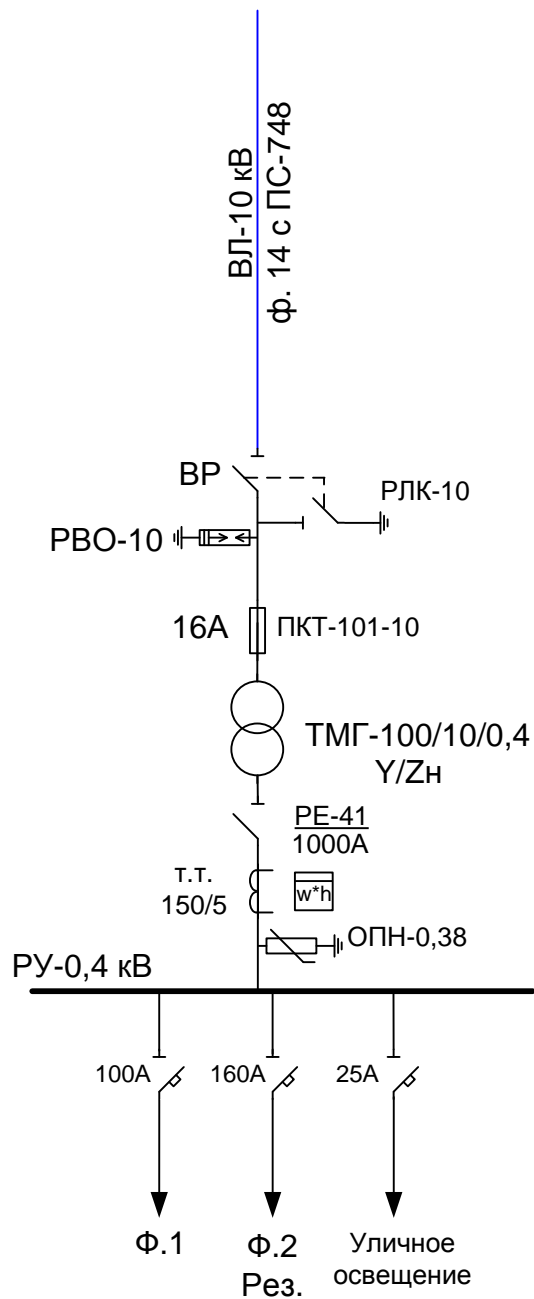 ВЛ-10 кВ
ф. 14 с ПС-748
ВР
РЛК-10
РВО-10
16А
ПКТ-101-10
ТМГ-100/10/0,4
Y/Zн
РЕ-41
1000А
т.т.
150/5
w*h
ОПН-0,38
РУ-0,4 кВ
100А
160А
25А
Ф.1
Ф.2
Рез.
Уличное
освещение